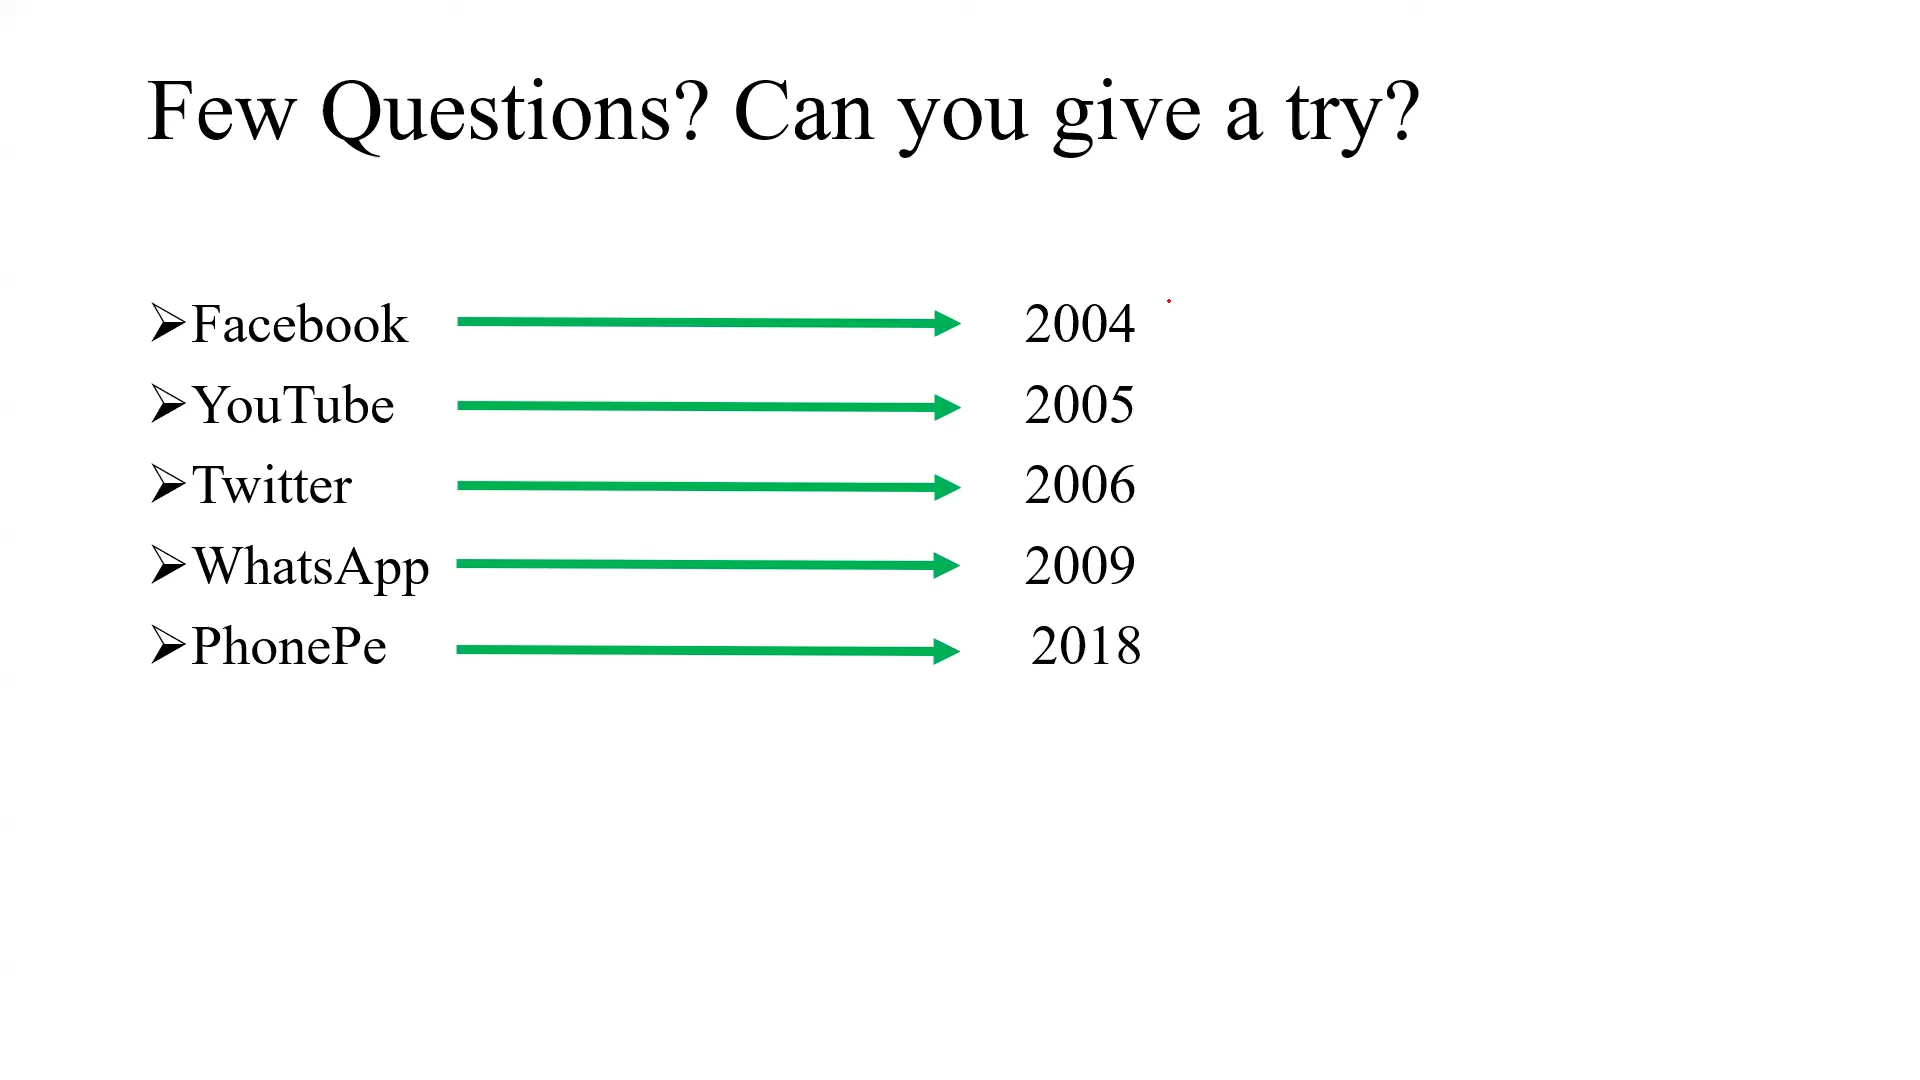 Few Questions? Can you give a try?
Facebook 2004
YouTube 2005
Twitter 2006
WhatsApp 2009
PhonePe 2018